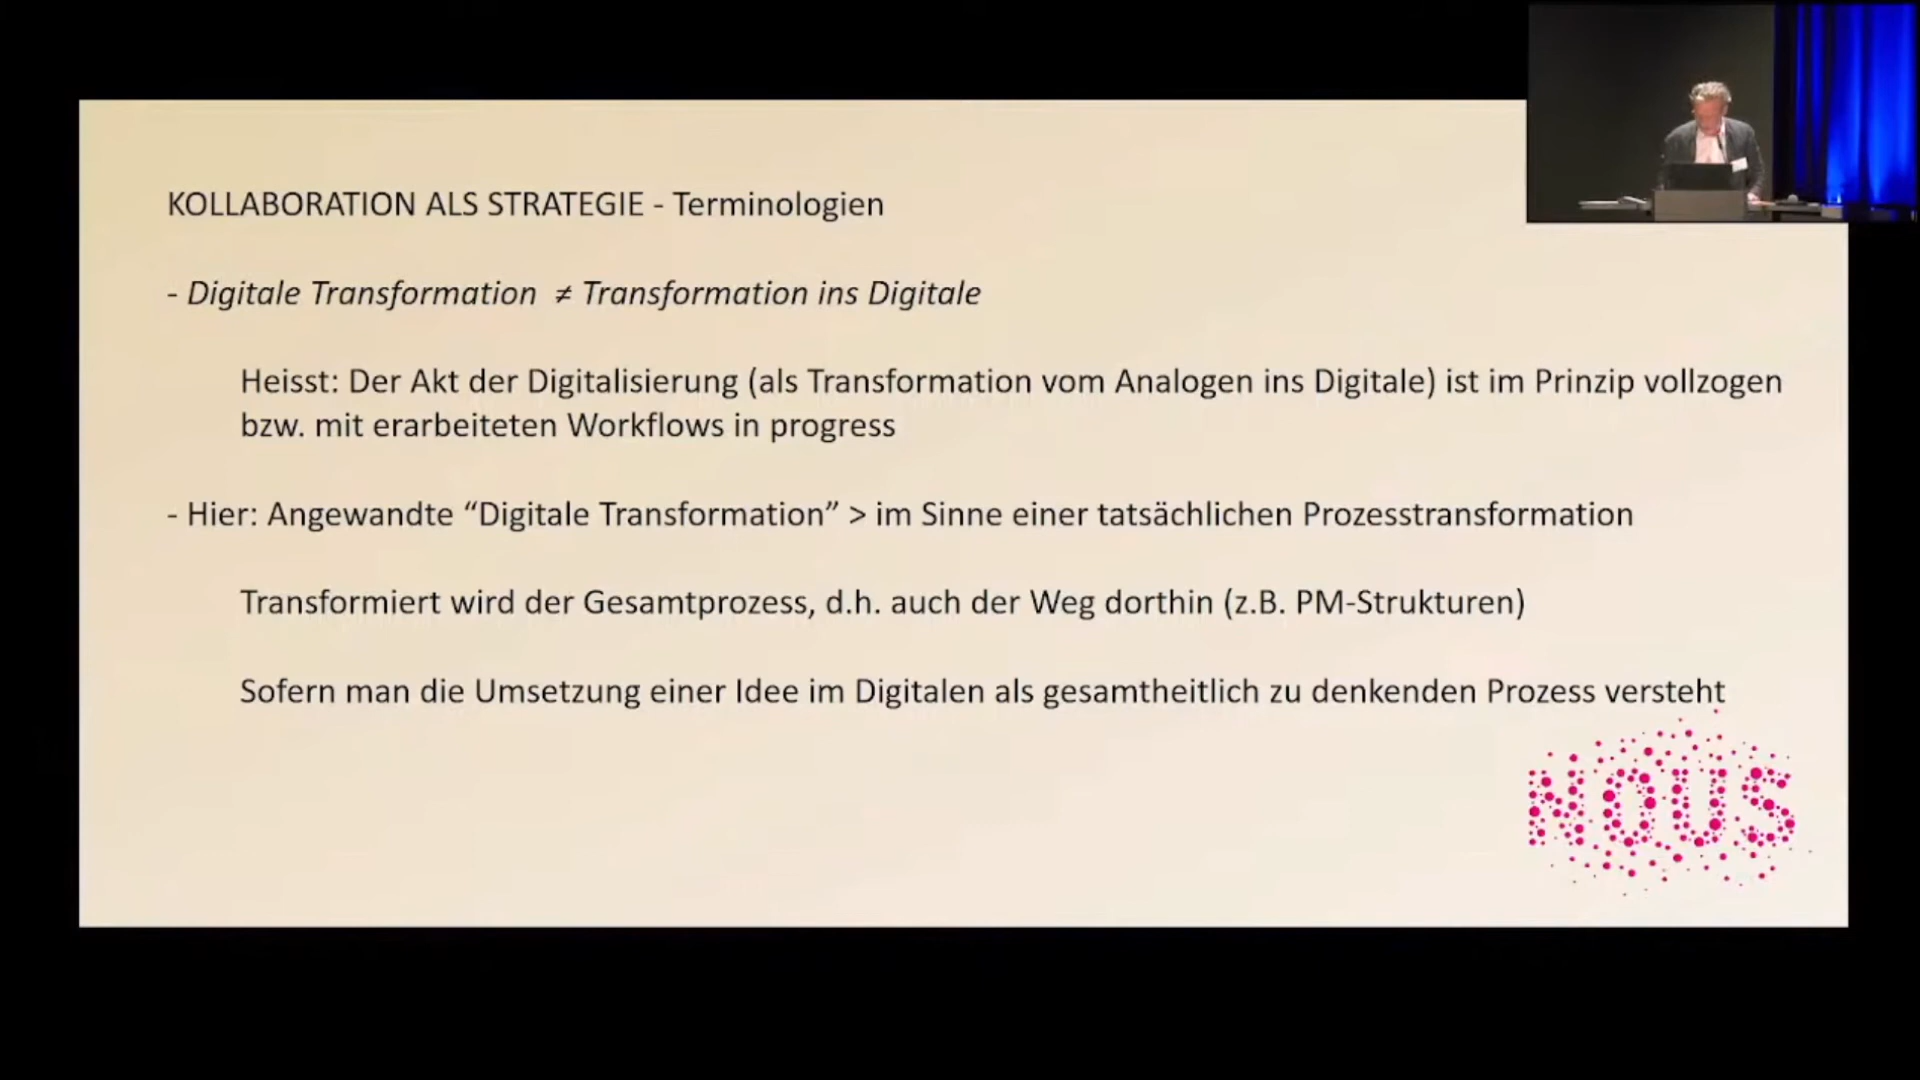 KOLLABORATION ALS STRATEGIE - Terminologien
- Digitale Transformation ≠ Transformation ins Digitale
Heisst: Der Akt der Digitalisierung (als Transformation vom Analogen ins Digitale) ist im Prinzip vollzogen
bzw. mit erarbeiteten Workflows in progress
- Hier: Angewandte “Digitale Transformation” > im Sinne einer tatsächlichen Prozesstransformation
Transformiert wird der Gesamtprozess, d.h. auch der Weg dorthin (z.B. PM-Strukturen)
Sofern man die Umsetzung einer Idee im Digitalen als gesamtheitlich zu denkenden Prozess versteht
NOUS